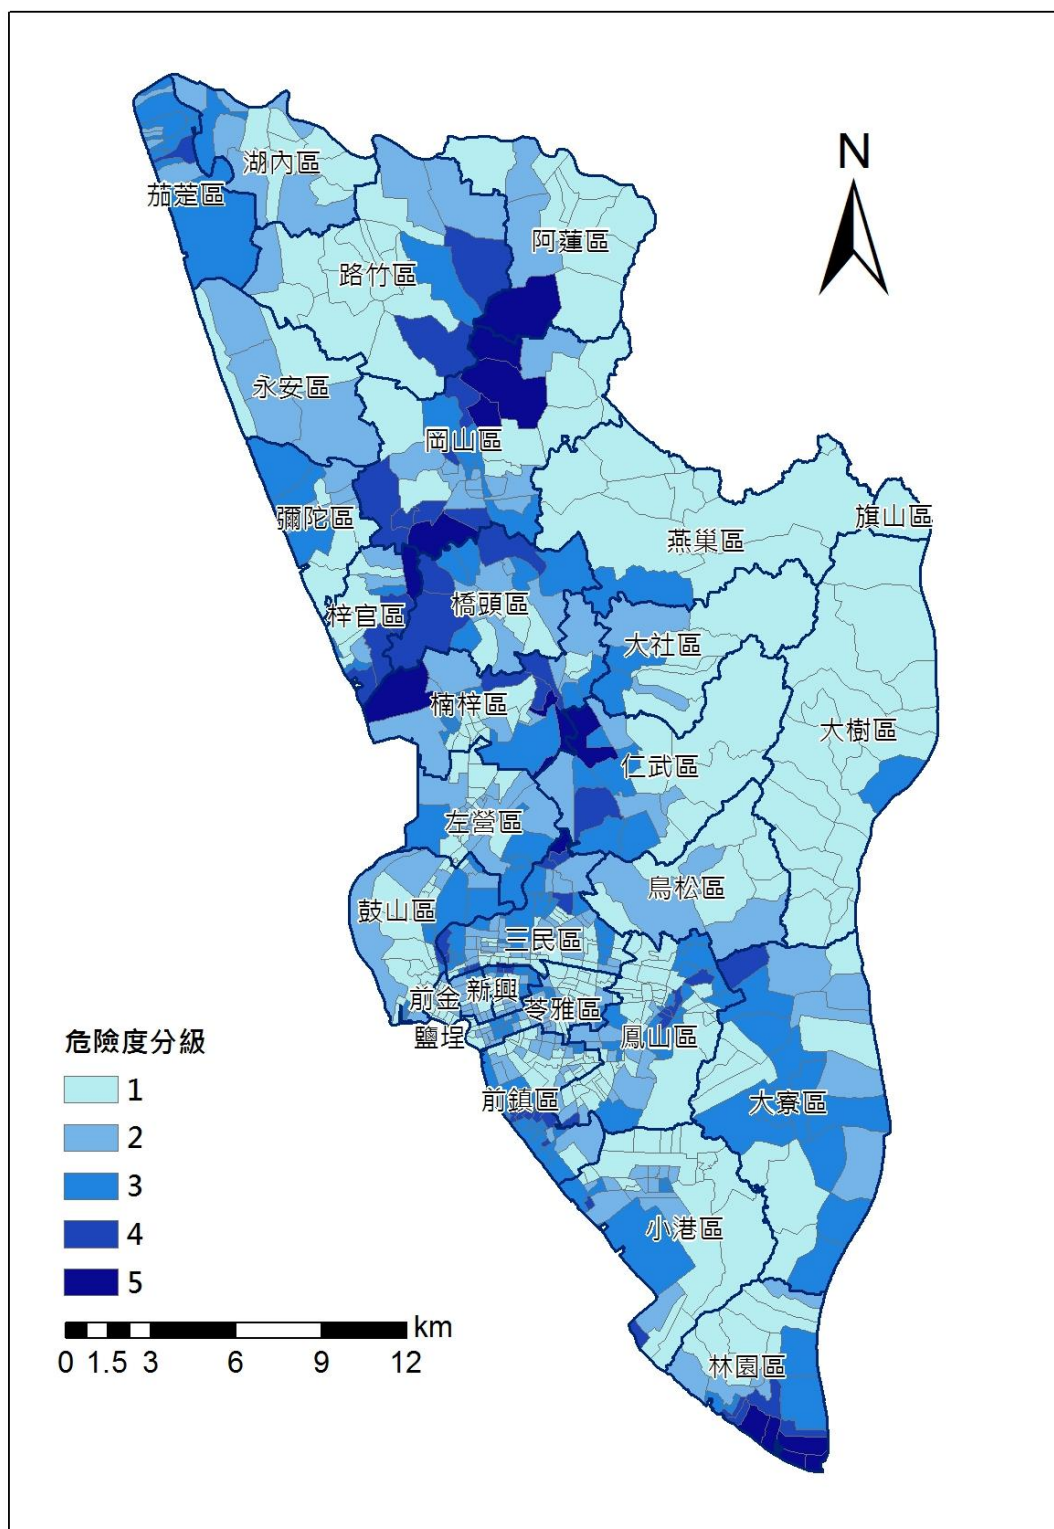 N
湖內區
茄萣區
阿蓮區
路竹區
永安區
岡山區
彌陀區
旗山區
燕巢區
橋頭區
梓官區
大社區
楠梓區
大樹區
仁武區
左營區
鳥松區
鼓山區
三民區
新興
前金
苓雅區
鹽埕
鳳山區
前鎮區
大寮區
小港區
林園區
危險度分級
1
2
3
4
5
km
0 1.5 3 6 9 12